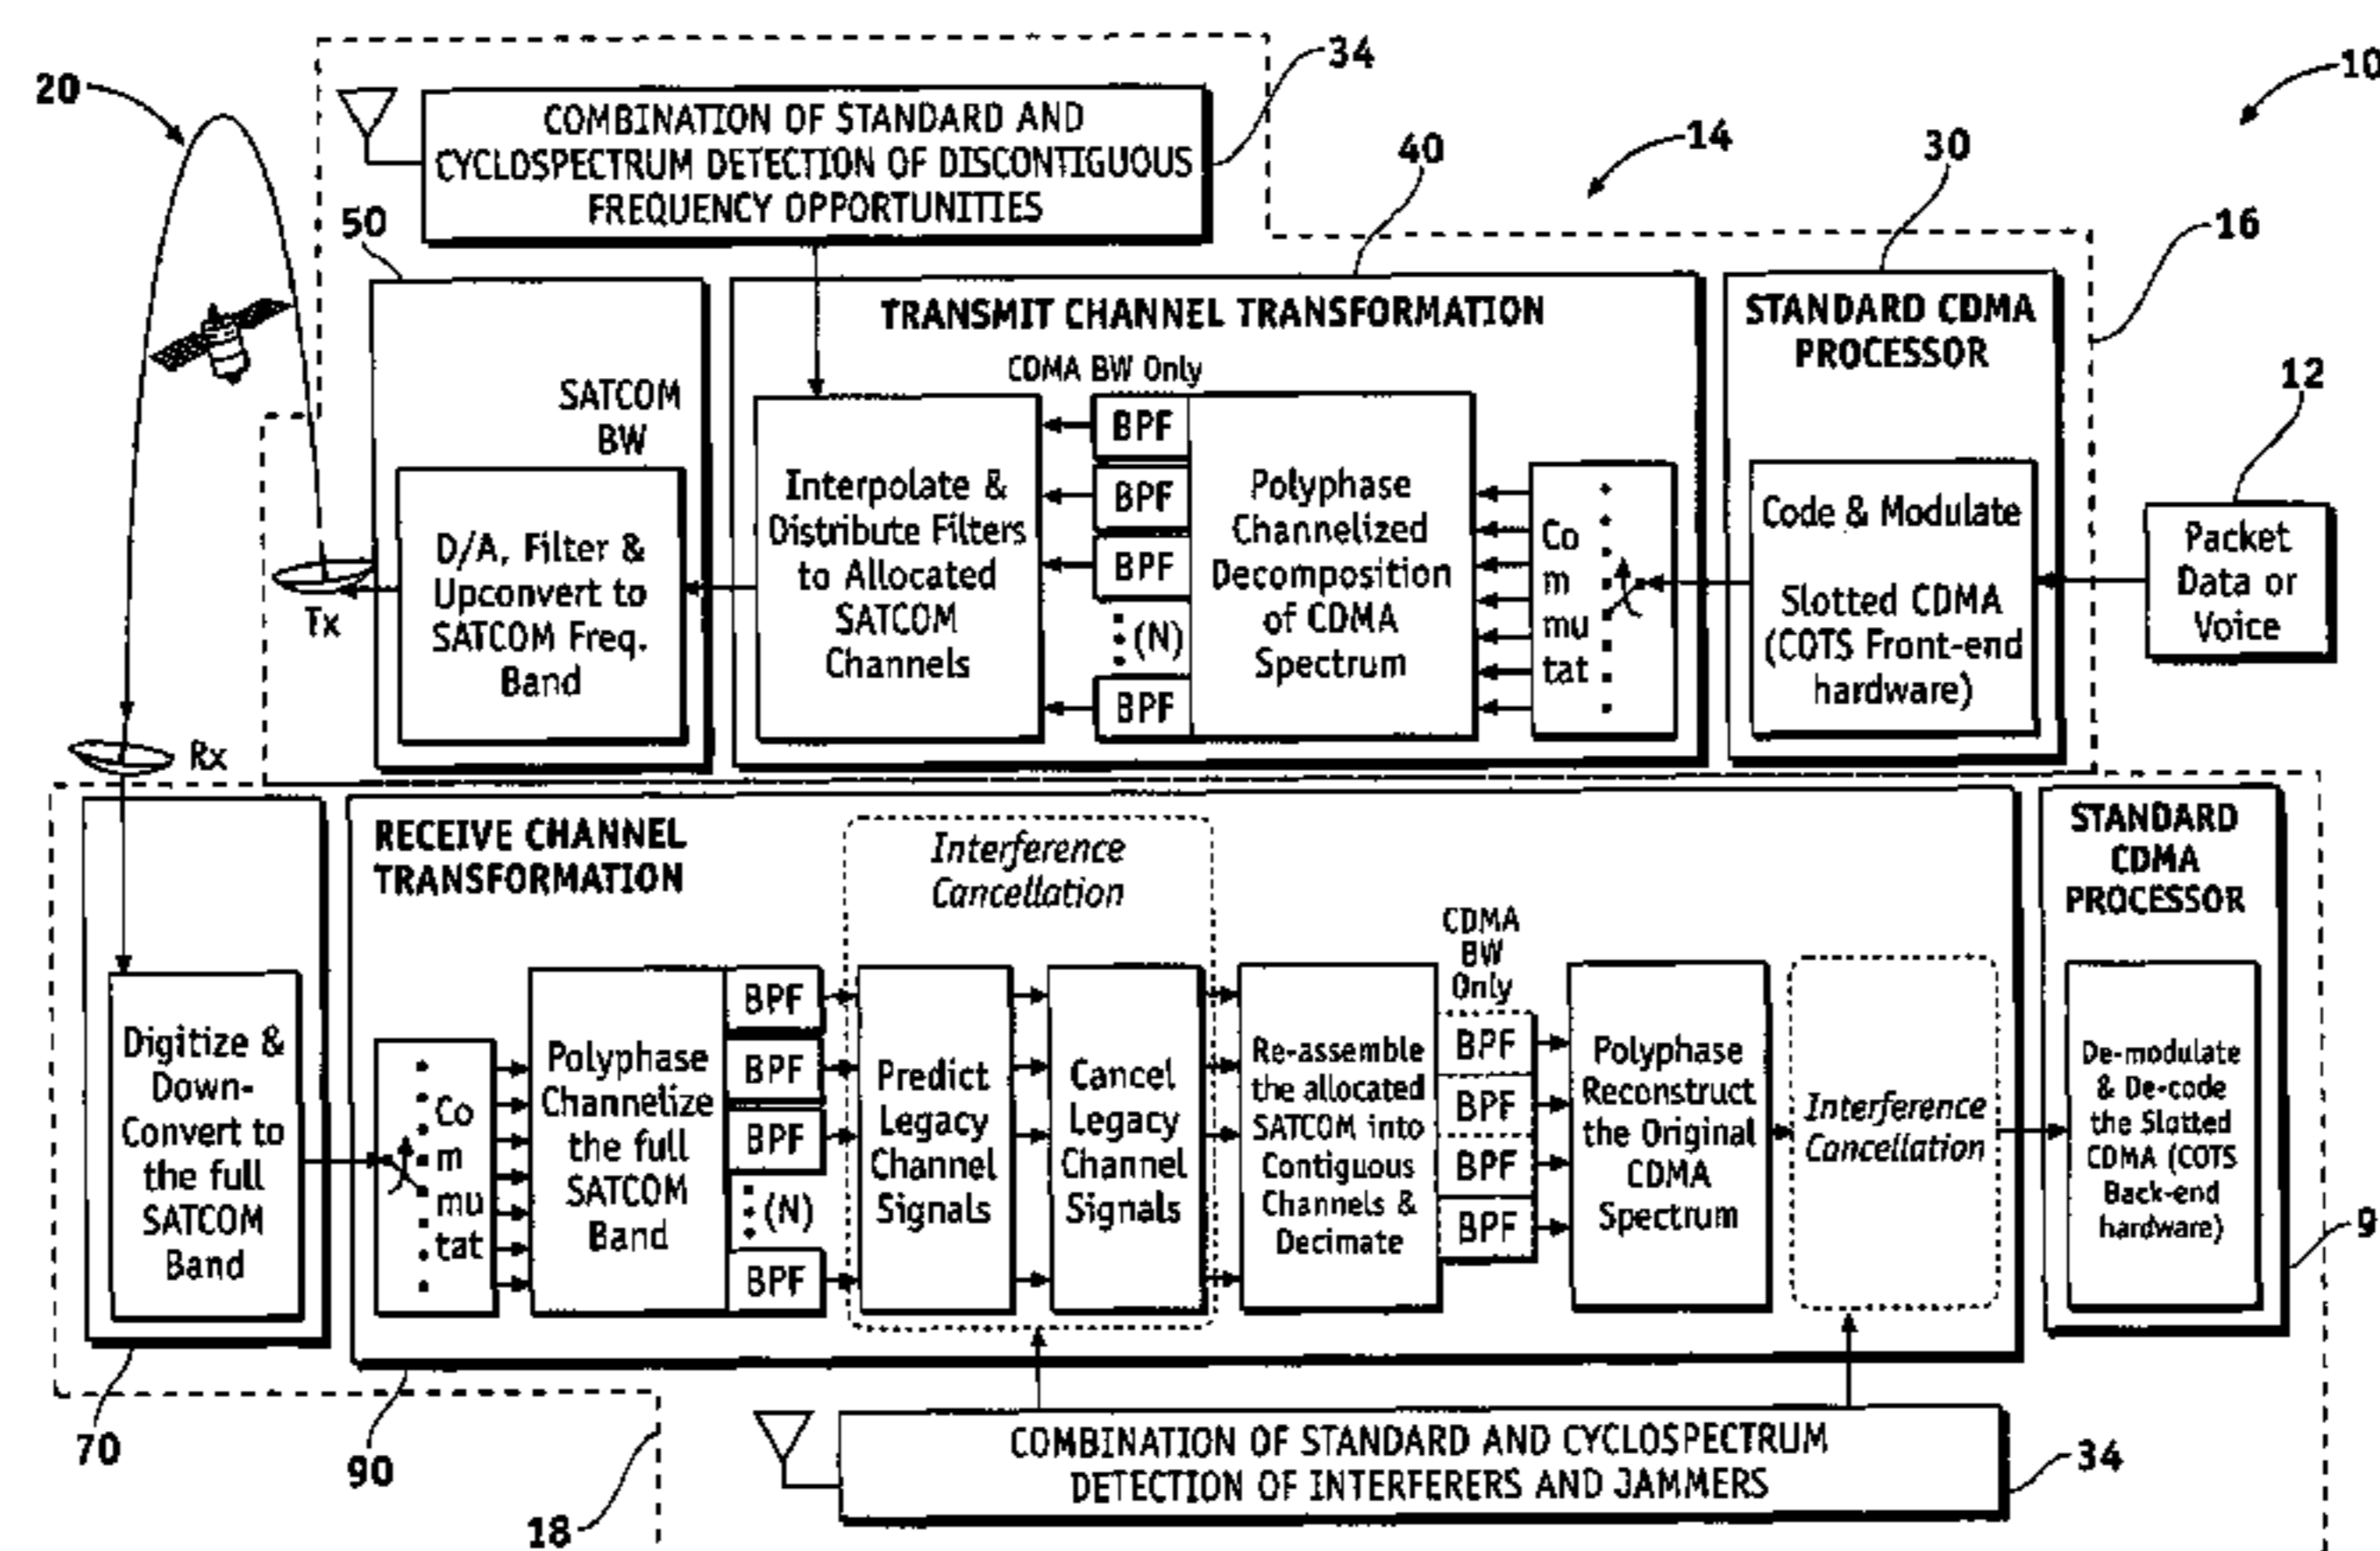 20
34
10
COMBINATION OF STANDARD AND
CYCLOSPECTRUM DETECTION OF DISCONTIGUOUS
FREQUENCY OPPORTUNITIES
14
40
30
50
16
TRANSMIT CHANNEL TRANSFORMATION
STANDARD CDMA
PROCESSOR
12
SATCOM
BW
CDMA BW Only
D/A, Filter &
Upconvert to
SATCOM Freq.
Band
Tx
Interpolate &
Distribute Filters
to Allocated
SATCOM
Channels
BPF
BPF
BPF
(N)
BPF
Polyphase
Channelized
Decomposition
of CDMA
Spectrum
Co
m
mu
tat
Code & Modulate
Slotted CDMA
(COTS Front-end
hardware)
Packet
Data or
Voice
Rx
RECEIVE CHANNEL
TRANSFORMATION
Interference
Cancellation
STANDARD
CDMA
PROCESSOR
Digitize &
Down-
Convert to
the full
SATCOM
Band
Co
m
mu
tat
Polyphase
Channelize
the full
SATCOM
Band
BPF
BPF
BPF
(N)
BPF
Predict
Legacy
Channel
Signals
Cancel
Legacy
Channel
Signals
Re-assemble
the allocated
SATCOM into
Contiguous
Channels &
Decimate
CDMA
BW
Only
BPF
BPF
BPF
BPF
Polyphase
Reconstruct
the Original
CDMA
Spectrum
Interference
Cancellation
De-modulate
& De-code
the Slotted
CDMA (COTS
Back-end
hardware)
9
70
90
18
COMBINATION OF STANDARD AND CYCLOSPECTRUM
DETECTION OF INTERFERERS AND JAMMERS
34